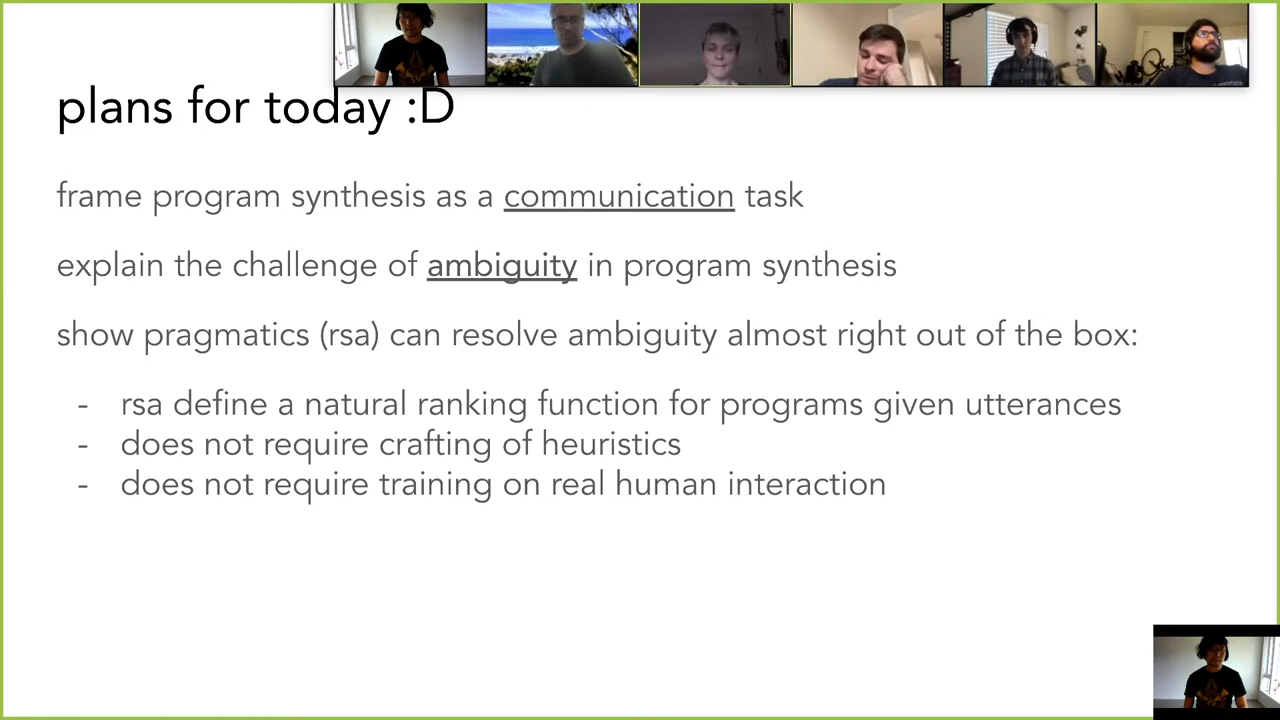 plans for today :D
frame program synthesis as a communication task
explain the challenge of ambiguity in program synthesis
show pragmatics (rsa) can resolve ambiguity almost right out of the box:
- rsa define a natural ranking function for programs given utterances
- does not require crafting of heuristics
- does not require training on real human interaction